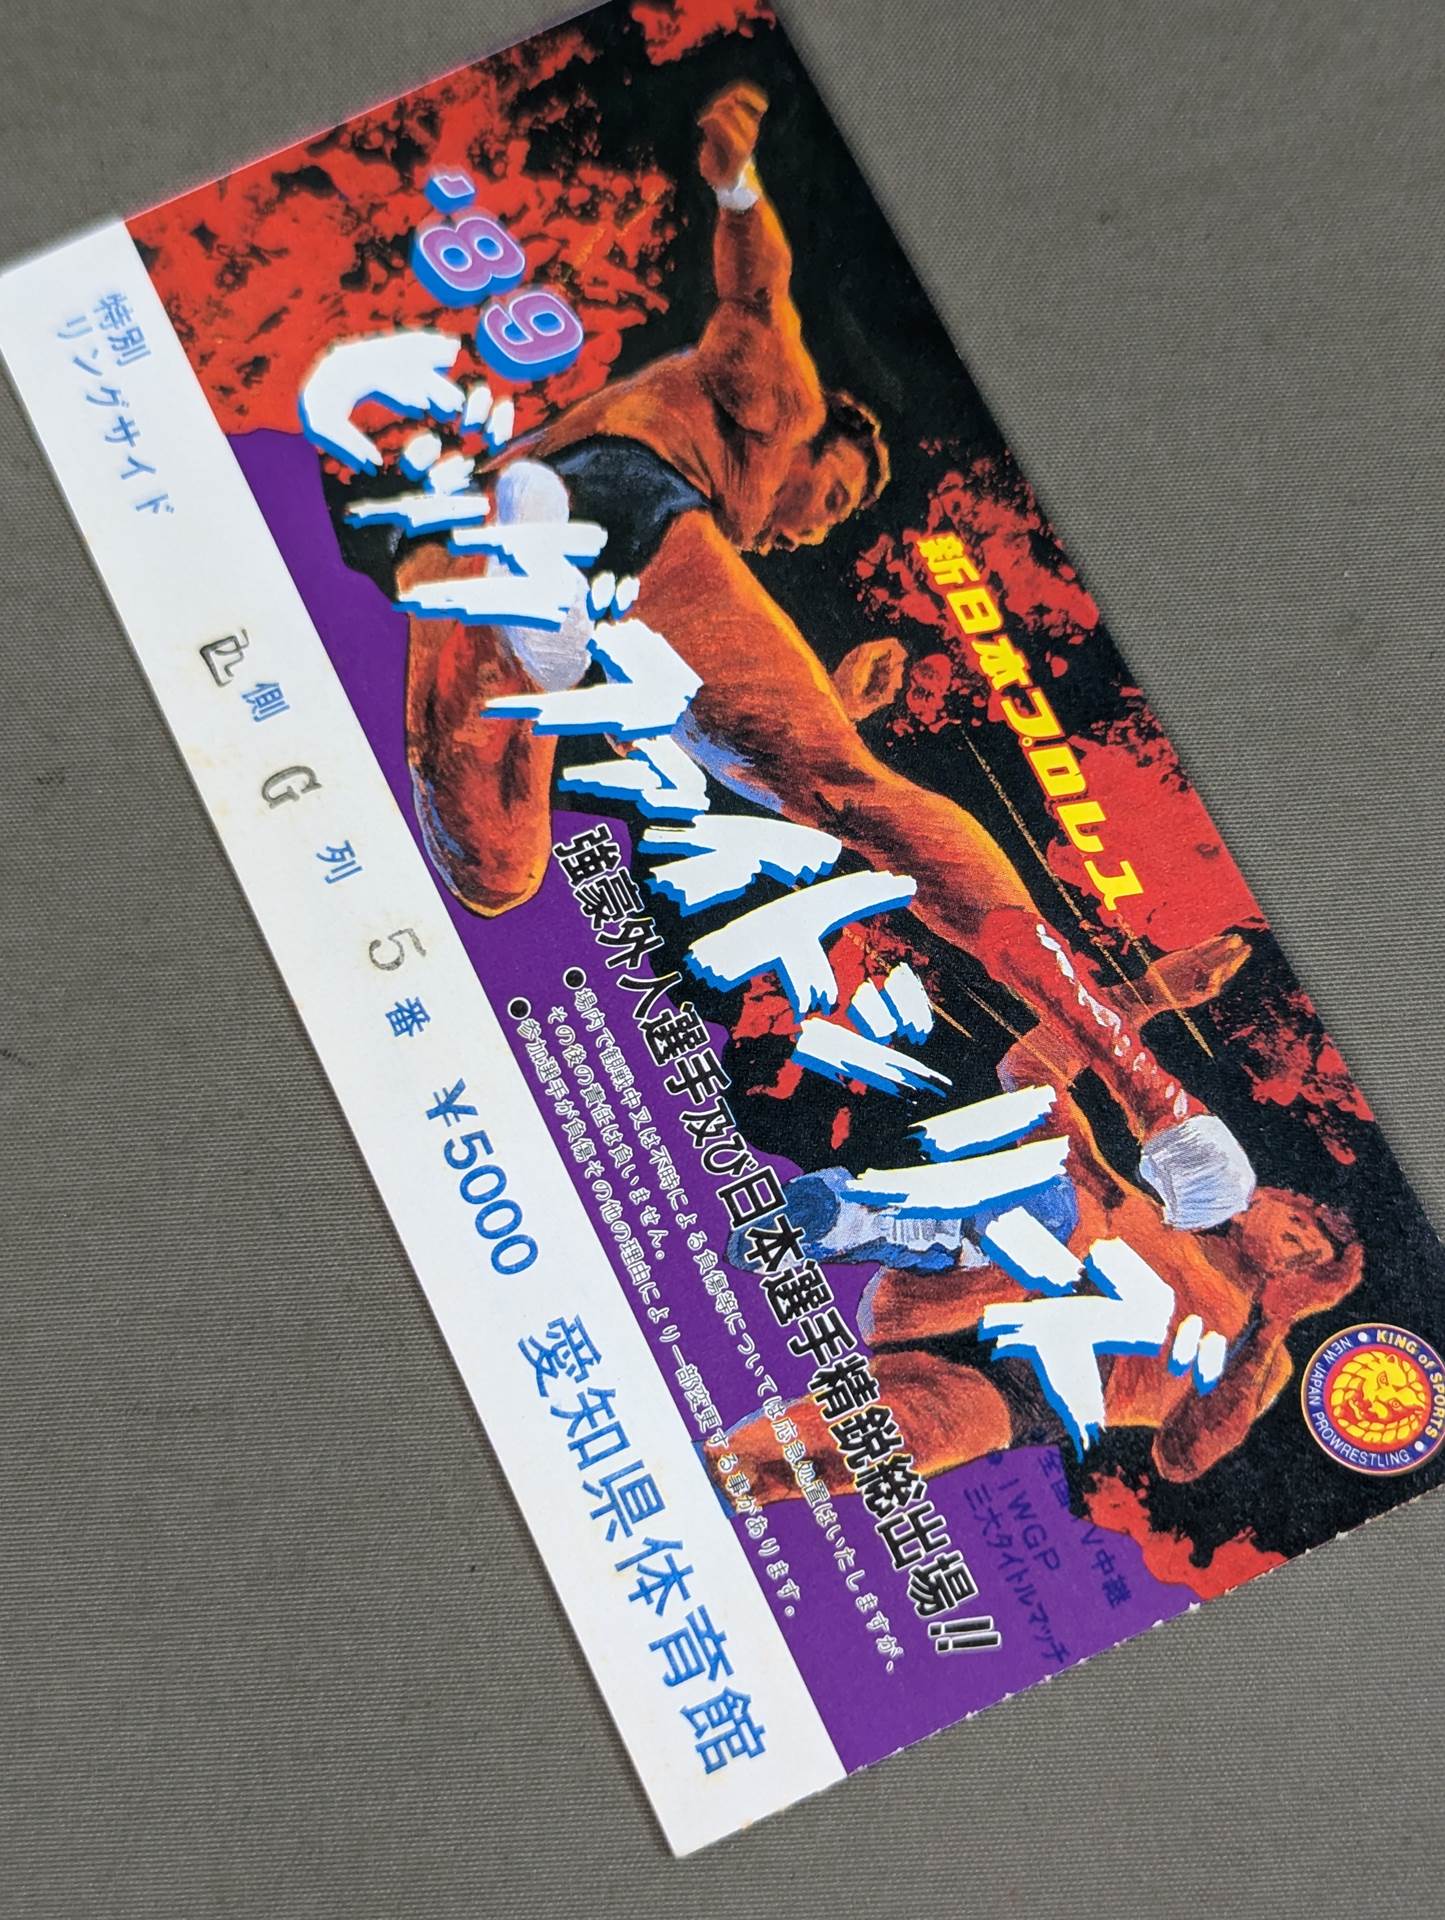 新日本プロレス
'89
ビッグファイトシリーズ
強豪外人選手及び日本選手精鋭総出場!!
●場内で観戦中又は不時による負傷等については応急処置はいたしますが、
その後の責任は負いません。
●参加選手が負傷その他の理由により一部変更する事があります。
KING of SPORTS
NEW JAPAN PROWRESTLING
全国TV中継
IWGP
三大タイトルマッチ
特別
リングサイド
側 G 列 5 番 ¥5000 愛知県体育館